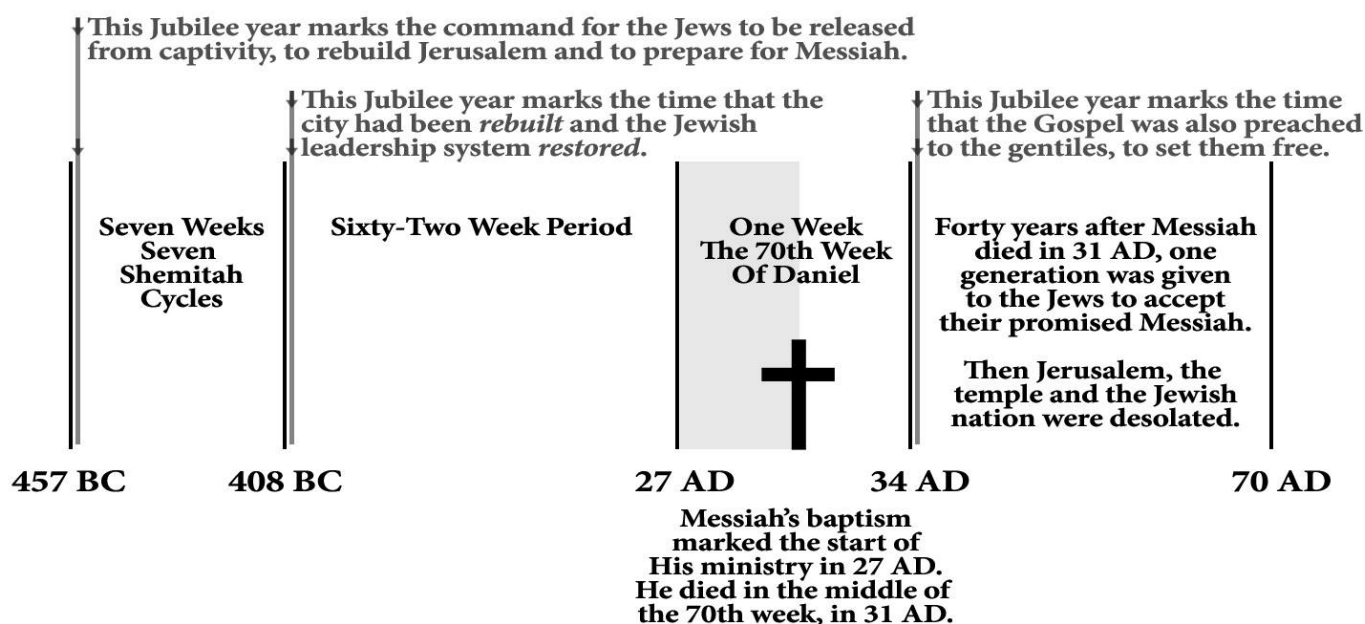 This Jubilee year marks the command for the Jews to be released
from captivity, to rebuild Jerusalem and to prepare for Messiah.
This Jubilee year marks the time that the
city had been rebuilt and the Jewish
leadership system restored.
This Jubilee year marks the time
that the Gospel was also preached
to the gentiles, to set them free.
Seven Weeks
Seven
Shemitah
Cycles
Sixty-Two Week Period
One Week
The 70th Week
Of Daniel
Forty years after Messiah
died in 31 AD, one
generation was given
to the Jews to accept
their promised Messiah.
Then Jerusalem, the
temple and the Jewish
nation were desolated.
457 BC
408 BC
27 AD
34 AD
70 AD
Messiah's baptism
marked the start of
His ministry in 27 AD.
He died in the middle of
the 70th week, in 31 AD.